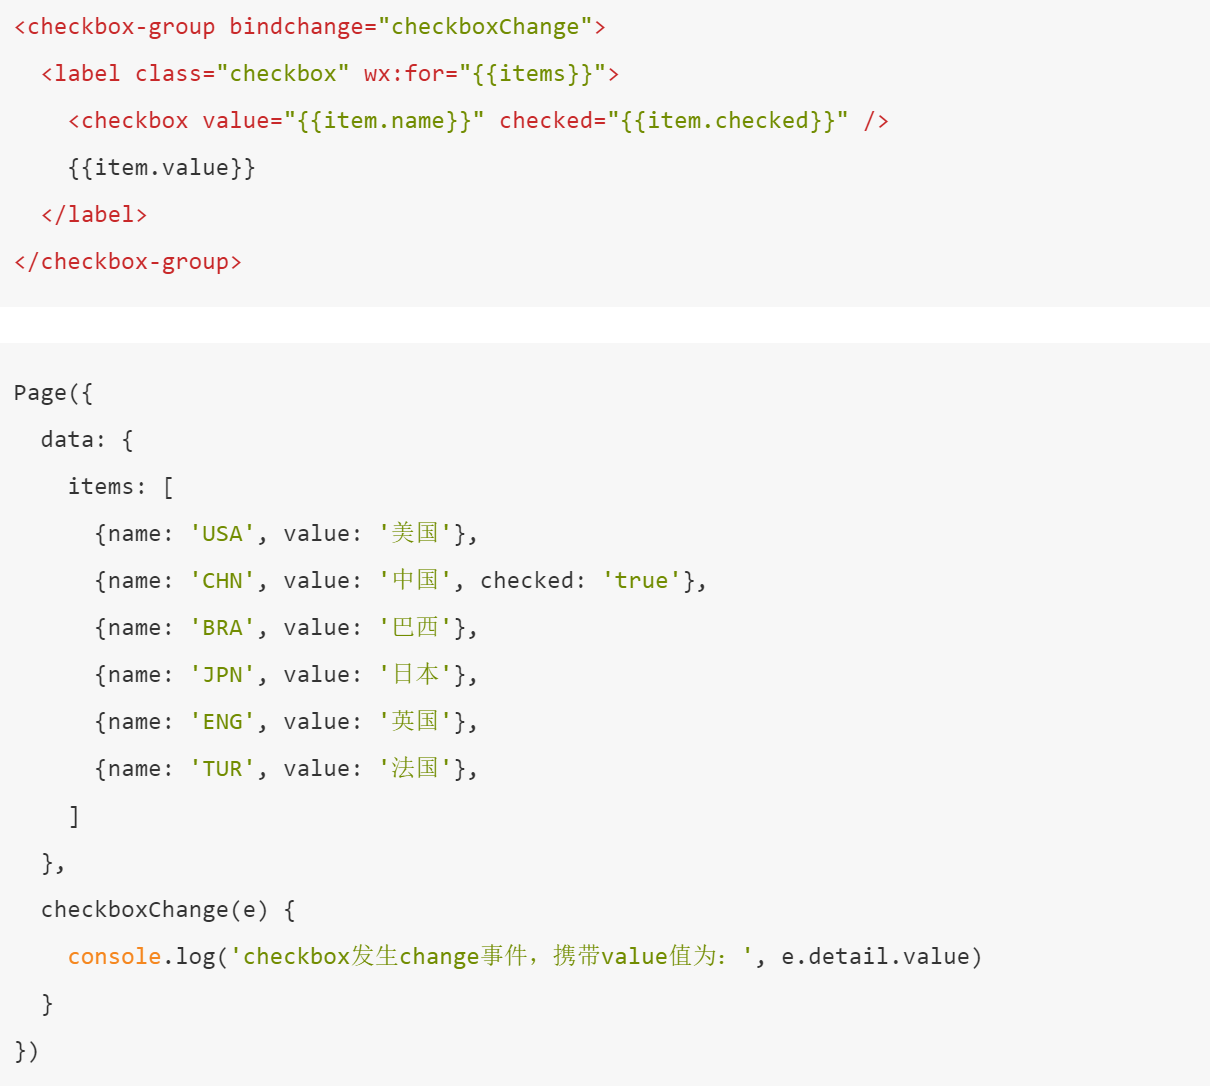 <checkbox-group bindchange="checkboxChange">
  <label class="checkbox" wx:for="{{items}}">
    <checkbox value="{{item.name}}" checked="{{item.checked}}" />
    {{item.value}}
  </label>
</checkbox-group>
Page({
  data: {
    items: [
      {name: 'USA', value: '美国'},
      {name: 'CHN', value: '中国', checked: 'true'},
      {name: 'BRA', value: '巴西'},
      {name: 'JPN', value: '日本'},
      {name: 'ENG', value: '英国'},
      {name: 'TUR', value: '法国'},
    ]
  },
  checkboxChange(e) {
    console.log('checkbox发生change事件，携带value值为：', e.detail.value)
  }
})